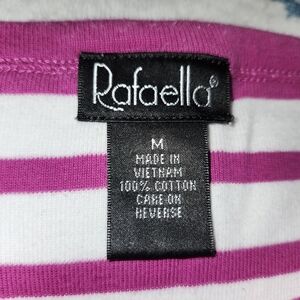 Rafaella®
M
MADE IN
VIETNAM
100% COTTON
CARE ON
REVERSE